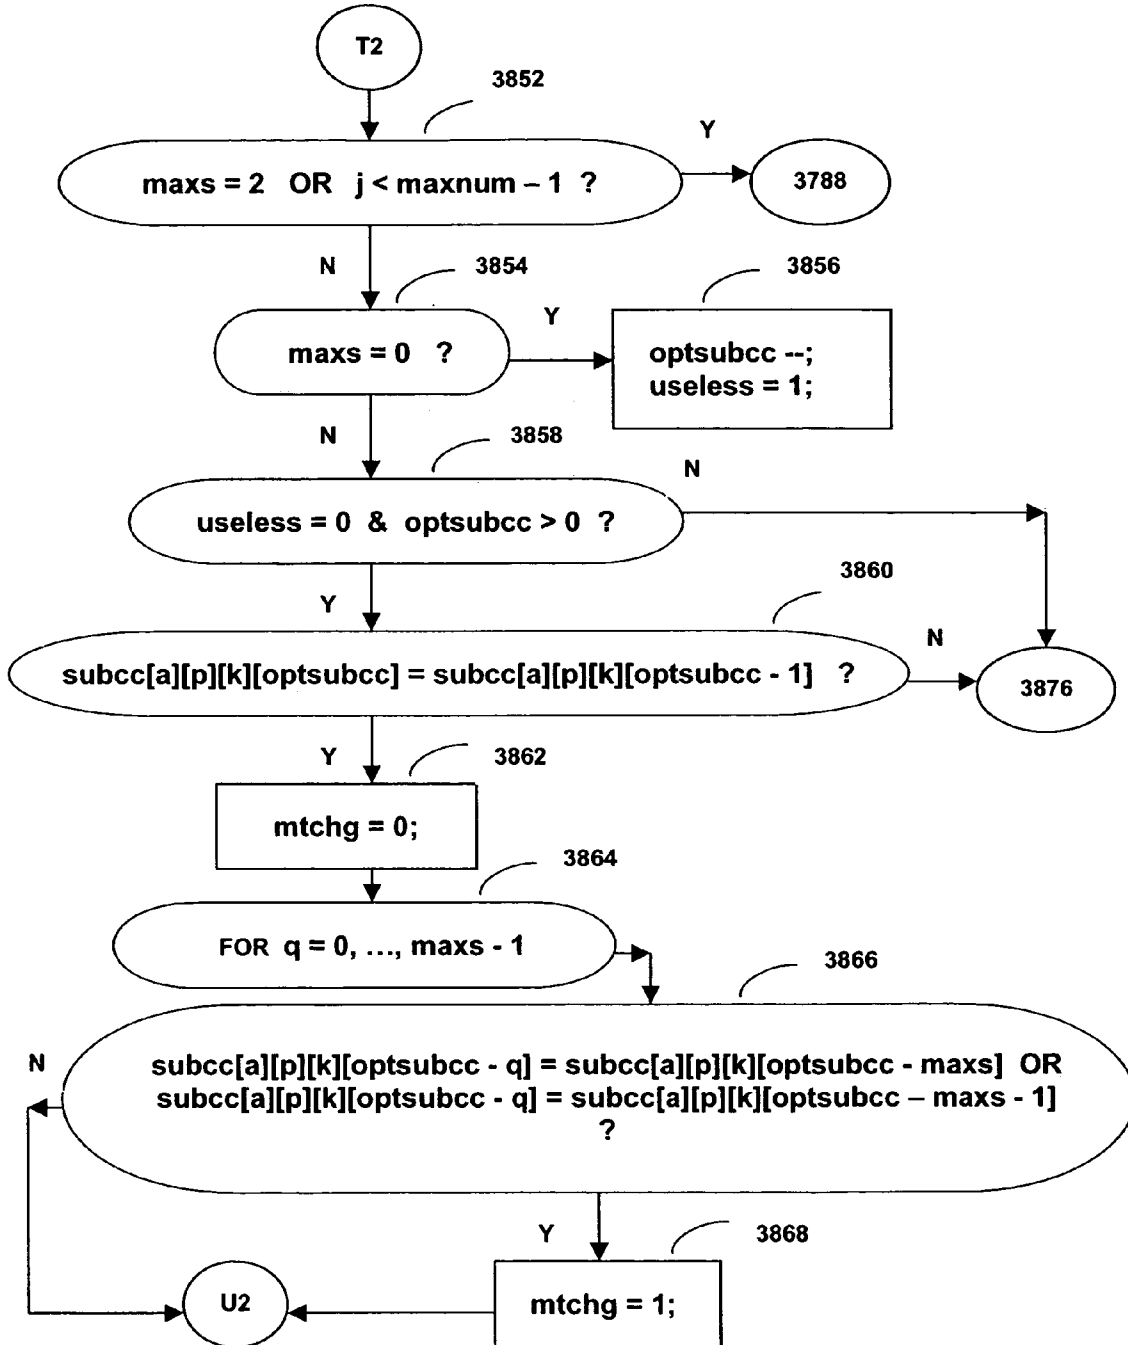 T2
3852
maxs = 2 OR j < maxnum – 1 ?
Y
3788
N
3854
3856
maxs = 0 ?
Y
optsubcc --;
useless = 1;
N
3858
useless = 0 & optsubcc > 0 ?
N
Y
3860
subcc[a][p][k][optsubcc] = subcc[a][p][k][optsubcc - 1] ?
N
3876
Y
3862
mtchg = 0;
3864
FOR q = 0, ..., maxs - 1
3866
N
subcc[a][p][k][optsubcc - q] = subcc[a][p][k][optsubcc - maxs] OR
subcc[a][p][k][optsubcc - q] = subcc[a][p][k][optsubcc – maxs - 1]
?
Y
3868
U2
mtchg = 1;